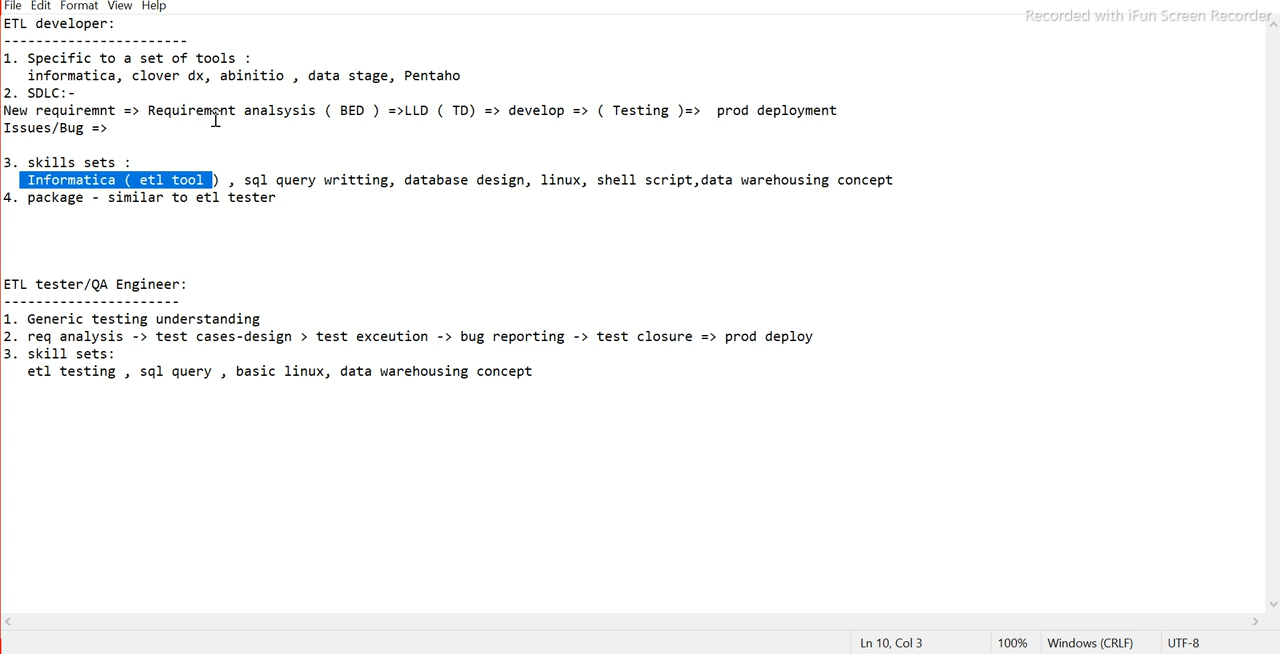 File Edit Format View Help
Recorded with iFun Screen Recorder
ETL developer:
-----------------------
1. Specific to a set of tools :
informatica, clover dx, abinitio , data stage, Pentaho
2. SDLC:-
New requiremnt => Requirement analsysis ( BED ) =>LLD ( TD) => develop => ( Testing )=> prod deployment
Issues/Bug =>
3. skills sets :
Informatica ( etl tool ) , sql query writting, database design, linux, shell script,data warehousing concept
4. package - similar to etl tester
ETL tester/QA Engineer:
----------------------
1. Generic testing understanding
2. req analysis -> test cases-design > test exceution -> bug reporting -> test closure => prod deploy
3. skill sets:
etl testing , sql query , basic linux, data warehousing concept
Ln 10, Col 3 100% Windows (CRLF) UTF-8